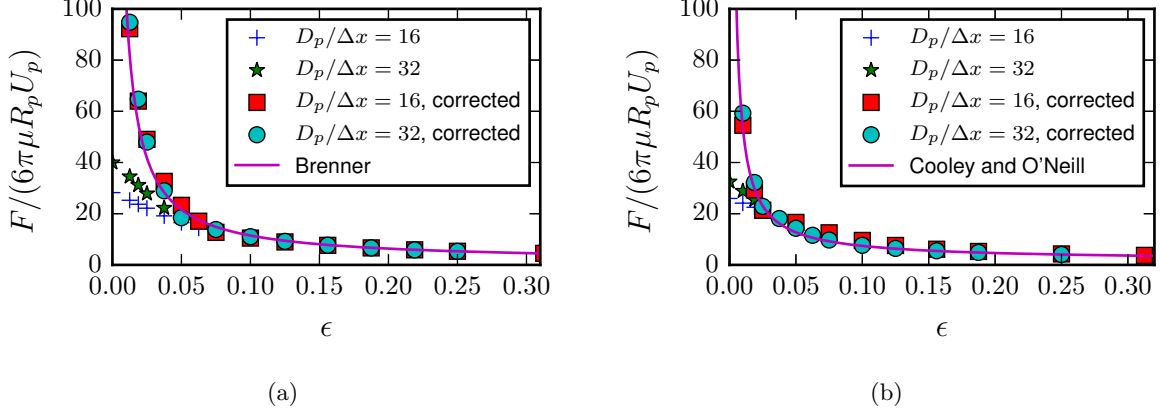 100
80
60
40
20
0
0.00 0.05 0.10 0.15 0.20 0.25 0.30
F/(6πμR_pU_p)
ϵ
D_p/Δx = 16
D_p/Δx = 32
D_p/Δx = 16, corrected
D_p/Δx = 32, corrected
Brenner
(a)
100
80
60
40
20
0
0.00 0.05 0.10 0.15 0.20 0.25 0.30
F/(6πμR_pU_p)
ϵ
D_p/Δx = 16
D_p/Δx = 32
D_p/Δx = 16, corrected
D_p/Δx = 32, corrected
Cooley and O'Neill
(b)